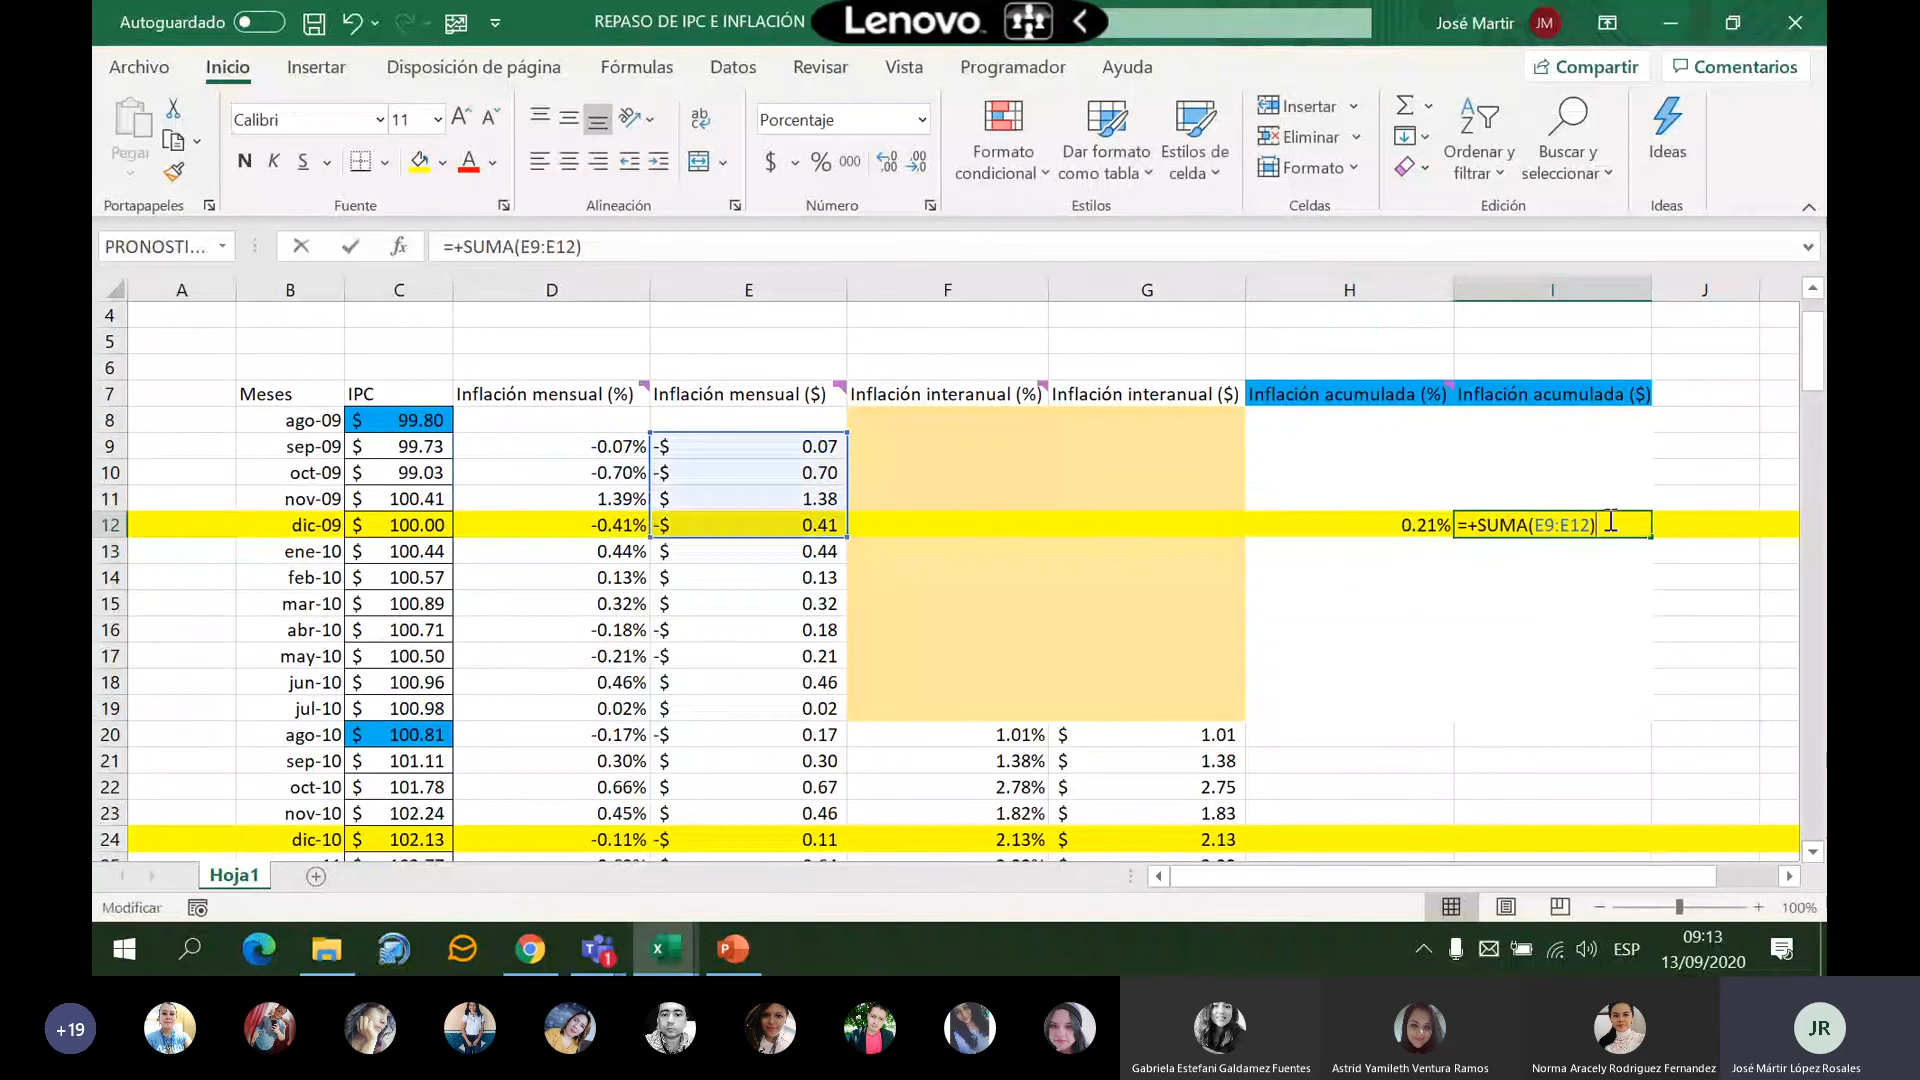 Autoguardado
REPASO DE IPC E INFLACIÓN
Lenovo
José Martir
JM
Archivo Inicio Insertar Disposición de página Fórmulas Datos Revisar Vista Programador Ayuda
Compartir
Comentarios
Pegar
Portapapeles
Calibri
11
N K S
Fuente
ab
Alineación
Porcentaje
$ % 000
Número
Formato condicional
Dar formato como tabla
Estilos de celda
Estilos
Insertar
Eliminar
Formato
Celdas
Ordenar y filtrar
Buscar y seleccionar
Edición
Ideas
Ideas
PRONOSTI...
fx
=+SUMA(E9:E12)
A B C D E F G H I J
4
5
6
7 Meses IPC Inflación mensual (%) Inflación mensual ($) Inflación interanual (%) Inflación interanual ($) Inflación acumulada (%) Inflación acumulada ($)
8 ago-09 $ 99.80
9 sep-09 $ 99.73 -0.07% -$ 0.07
10 oct-09 $ 99.03 -0.70% -$ 0.70
11 nov-09 $ 100.41 1.39% $ 1.38
12 dic-09 $ 100.00 -0.41% -$ 0.41 0.21% =+SUMA(E9:E12)
13 ene-10 $ 100.44 0.44% $ 0.44
14 feb-10 $ 100.57 0.13% $ 0.13
15 mar-10 $ 100.89 0.32% $ 0.32
16 abr-10 $ 100.71 -0.18% -$ 0.18
17 may-10 $ 100.50 -0.21% -$ 0.21
18 jun-10 $ 100.96 0.46% $ 0.46
19 jul-10 $ 100.98 0.02% $ 0.02
20 ago-10 $ 100.81 -0.17% -$ 0.17 1.01% $ 1.01
21 sep-10 $ 101.11 0.30% $ 0.30 1.38% $ 1.38
22 oct-10 $ 101.78 0.66% $ 0.67 2.78% $ 2.75
23 nov-10 $ 102.24 0.45% $ 0.46 1.82% $ 1.83
24 dic-10 $ 102.13 -0.11% -$ 0.11 2.13% $ 2.13
Hoja1
Modificar
100%
1
ESP
09:13
13/09/2020
+19
JR
Gabriela Estefani Galdamez Fuentes
Astrid Yamileth Ventura Ramos
Norma Aracely Rodriguez Fernandez
José Mártir López Rosales